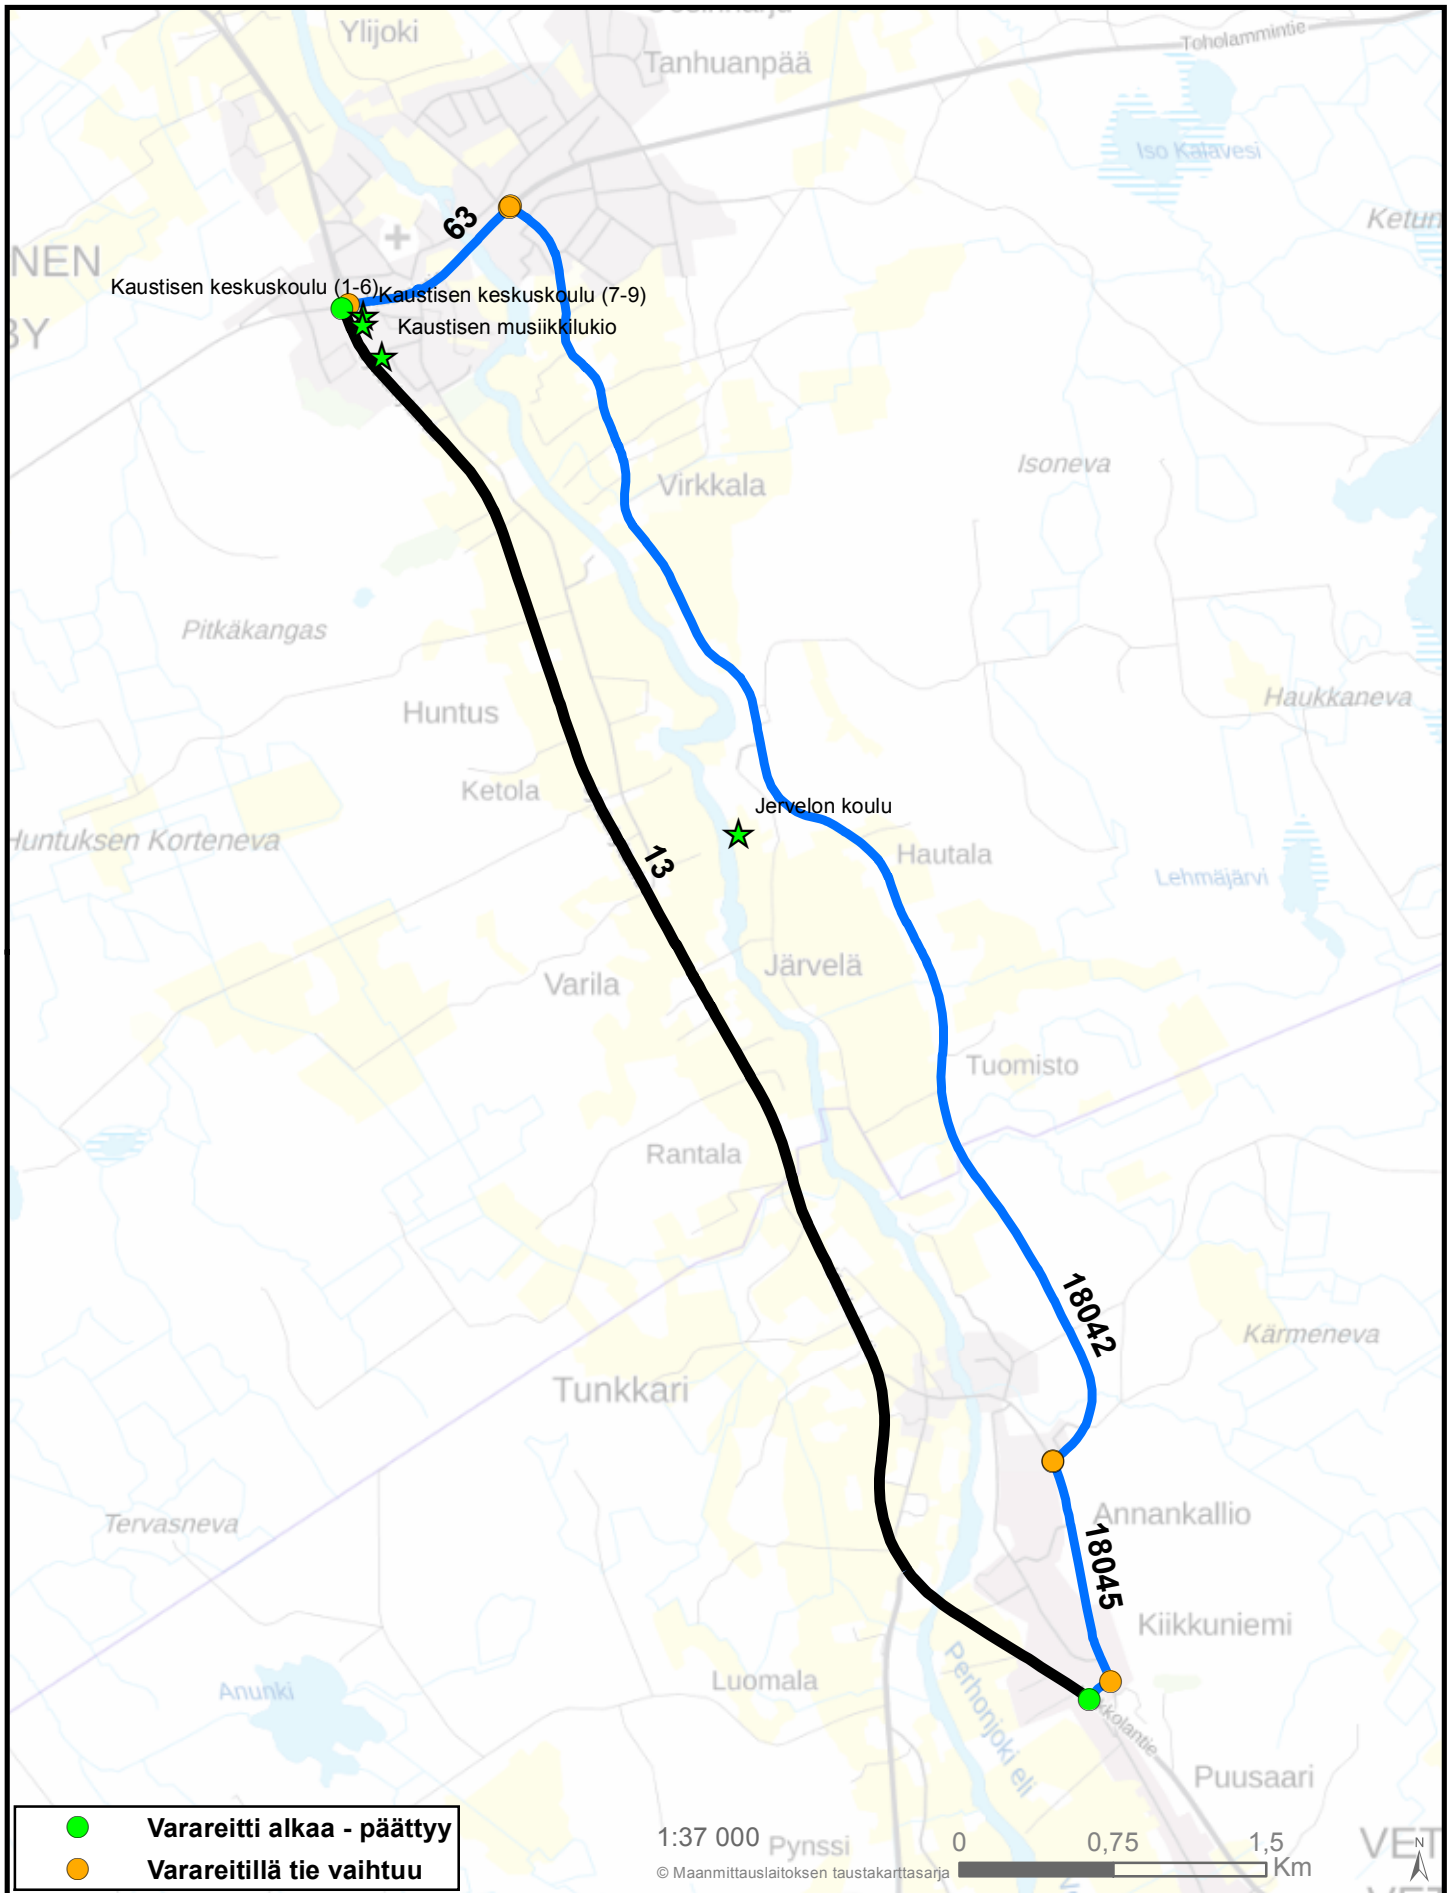 Ylijoki
Tanhuanpää
Toholammintie
Iso Kalavesi
63
NEN
Kaustisen keskuskoulu (1-6)
Kaustisen keskuskoulu (7-9)
BY
Kaustisen musiikkilukio
Isoneva
Virkkala
Pitkäkangas
Haukkaneva
Huntus
Ketola
Jervelon koulu
Huntuksen Korteneva
13
Hautala
Lehmäjärvi
Järvelä
Varila
Tuomisto
Rantala
18042
Kärmeneva
Tunkkari
Annankallio
Tervasneva
18045
Kiikkuniemi
Luomala
Perhonjoki eli
Anunki
kkolantie
Puusaari
Varareitti alkaa - päättyy
Varareitillä tie vaihtuu
1:37 000
Pynssi
0 0,75 1,5
Km
© Maanmittauslaitoksen taustakarttasarja
VET
N